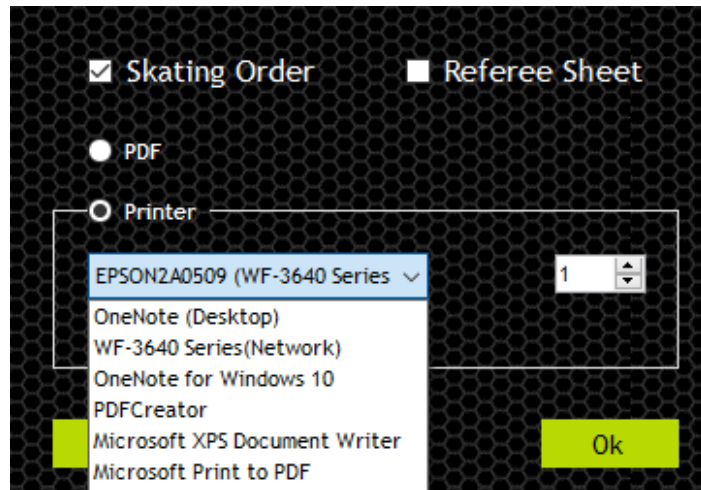 Skating Order
Referee Sheet
PDF
Printer
EPSON2A0509 (WF-3640 Series
1
OneNote (Desktop)
WF-3640 Series(Network)
OneNote for Windows 10
PDFCreator
Microsoft XPS Document Writer
Microsoft Print to PDF
Ok